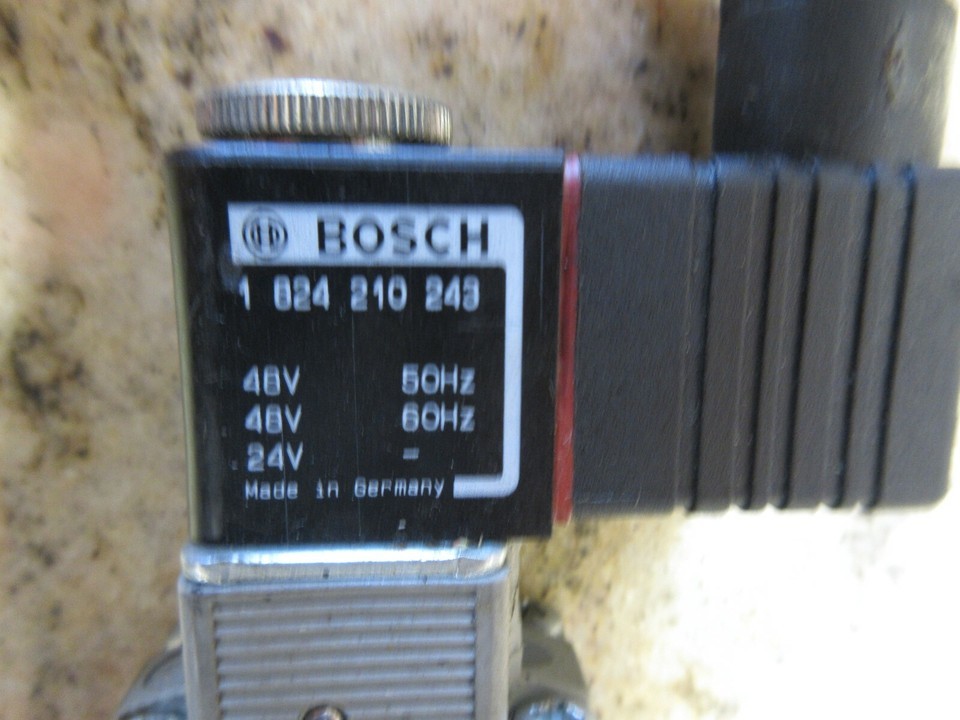 BOSCH
1 824 210 243
48V 50Hz
48V 60Hz
24V =
Made in Germany